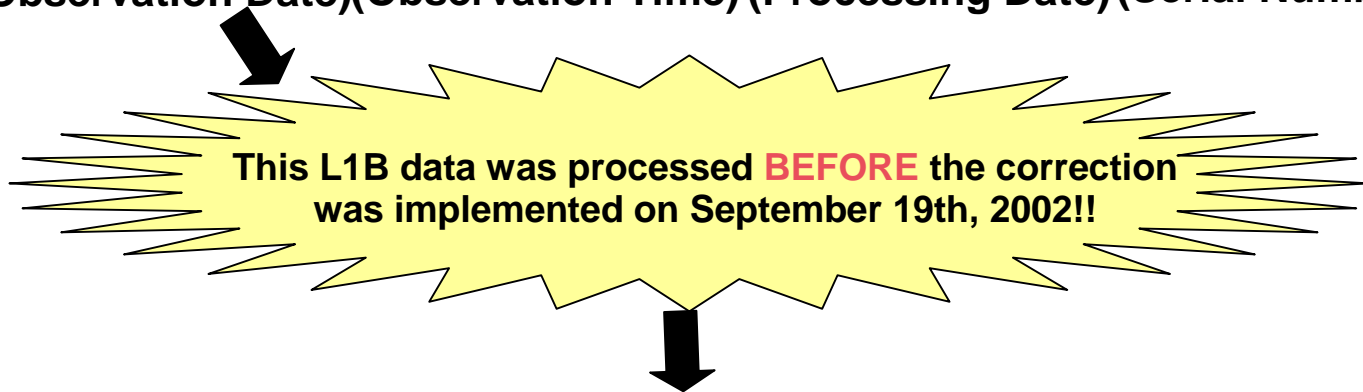 Observation Date)(Observation Time) (Processing Date) (Serial Num
This L1B data was processed BEFORE the correction
was implemented on September 19th, 2002!!